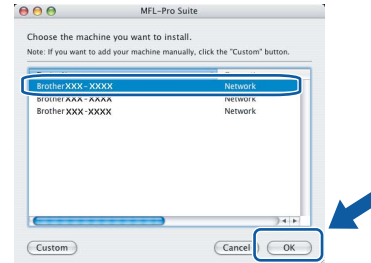 MFL-Pro Suite
Choose the machine you want to install.
Note: If you want to add your machine manually, click the "Custom" button.
Brother XXX-XXXX Network
Brother XXX-XXXX Network
Brother XXX-XXXX Network
Custom Cancel OK